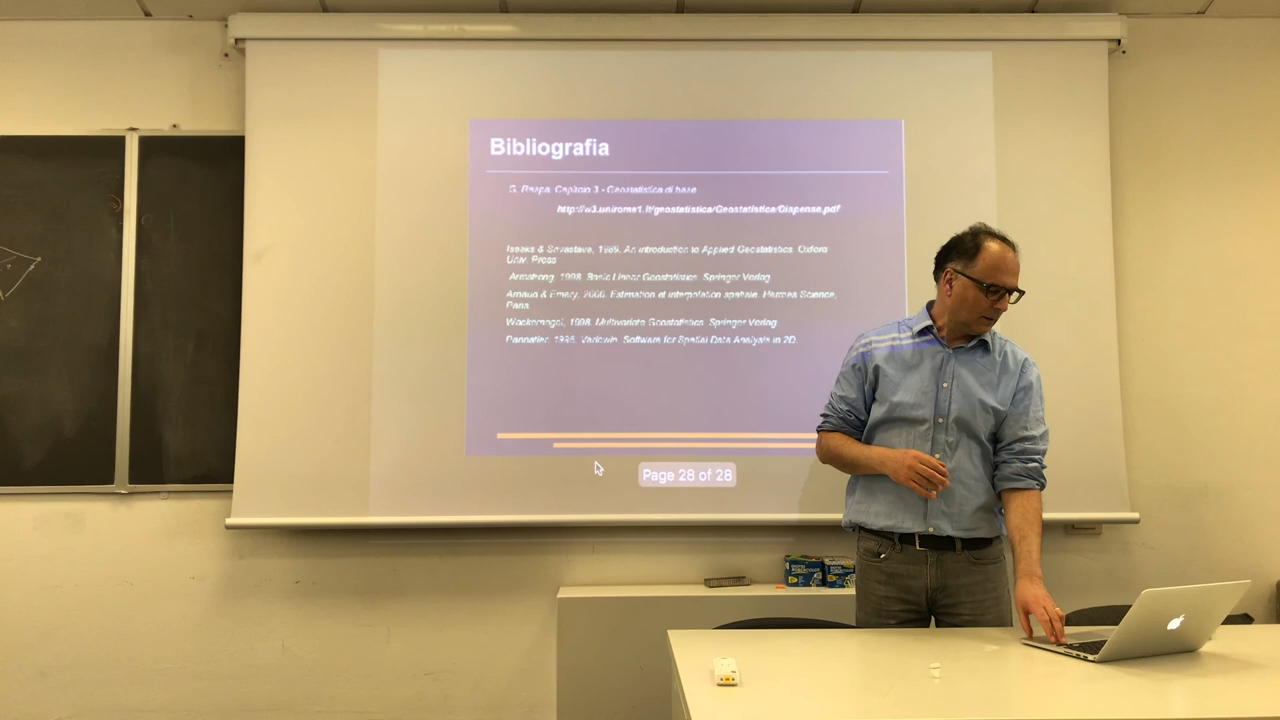 Bibliografia
G. Raspa. Capitolo 3 - Geostatistica di base
http://w3.uniroma1.it/geostatistica/Geostatistica/Dispense.pdf
Isaaks & Srivastava, 1989. An introduction to Applied Geostatistics. Oxford
Univ. Press
Armstrong, 1998. Basic Linear Geostatistics. Springer Verlag.
Arnaud & Emery, 2000. Estimation et interpolation spatiale. Hermes Science,
Paris.
Wackernagel, 1998. Multivariate Geostatistics. Springer Verlag.
Pannatier, 1996. Variowin. Software for Spatial Data Analysis in 2D.
Page 28 of 28